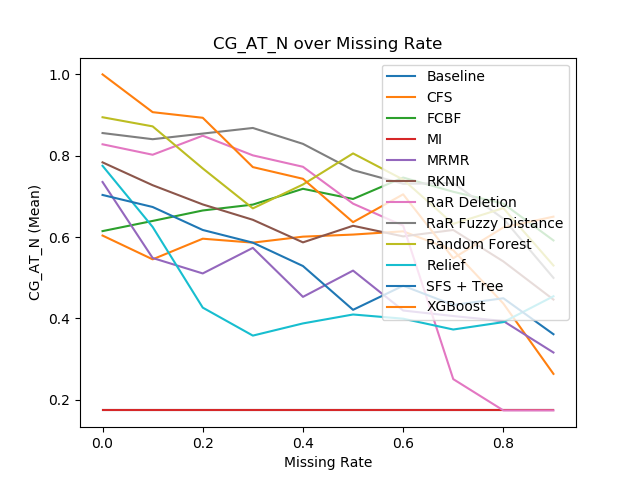 CG_AT_N over Missing Rate
1.0
0.8
0.6
0.4
0.2
CG_AT_N (Mean)
0.0
0.2
0.4
0.6
0.8
Missing Rate
Baseline
CFS
FCBF
MI
MRMR
RKNN
RaR Deletion
RaR Fuzzy Distance
Random Forest
Relief
SFS + Tree
XGBoost